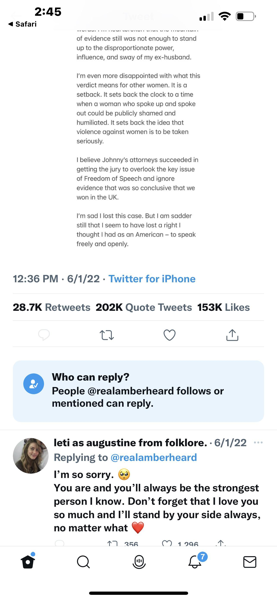 2:45
Safari
of evidence still was not enough to stand
up to the disproportionate power,
influence, and sway of my ex-husband.
I'm even more disappointed with what this
verdict means for other women. It is a
setback. It sets back the clock to a time
when a woman who spoke up and spoke
out could be publicly shamed and
humiliated. It sets back the idea that
violence against women is to be taken
seriously.
I believe Johnny's attorneys succeeded in
getting the jury to overlook the key issue
of Freedom of Speech and ignore
evidence that was so conclusive that we
won in the UK.
I'm sad I lost this case. But I am sadder
still that I seem to have lost a right I
thought I had as an American – to speak
freely and openly.
12:36 PM · 6/1/22 · Twitter for iPhone
28.7K Retweets 202K Quote Tweets 153K Likes
Who can reply?
People @realamberheard follows or
mentioned can reply.
leti as augustine from folklore. · 6/1/22
Replying to @realamberheard
I'm so sorry. 🥹
You are and you'll always be the strongest
person I know. Don't forget that I love you
so much and I'll stand by your side always,
no matter what ❤️
356 1,296
7